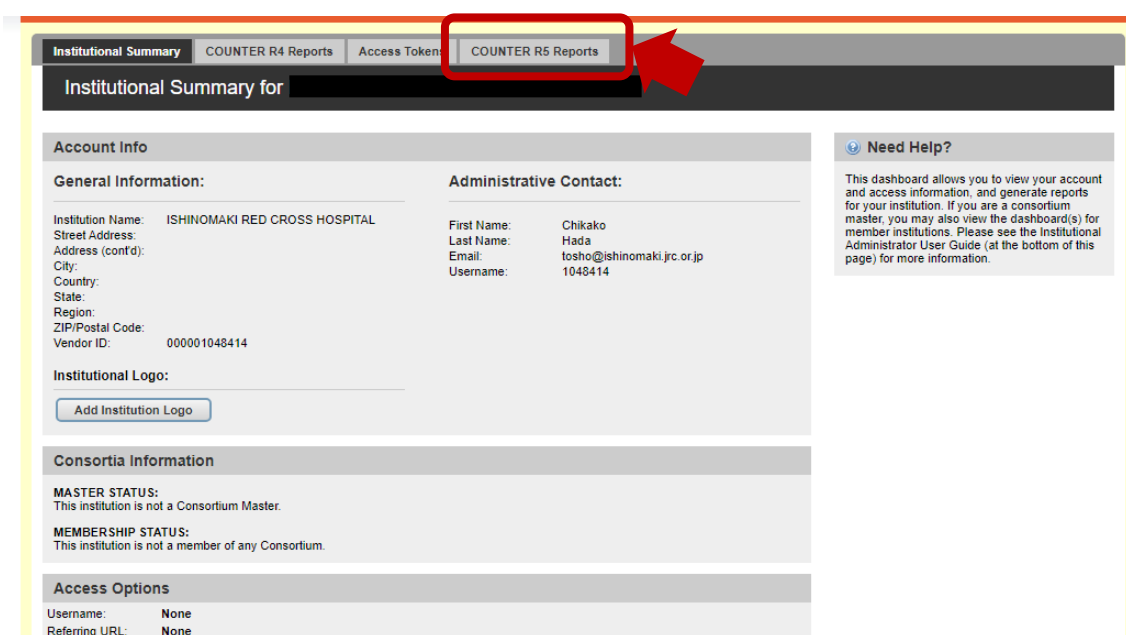 Institutional Summary COUNTER R4 Reports Access Tokens COUNTER R5 Reports
Institutional Summary for
Account Info
General Information:
Institution Name: ISHINOMAKI RED CROSS HOSPITAL
Street Address:
Address (cont'd):
City:
Country:
State:
Region:
ZIP/Postal Code:
Vendor ID: 000001048414
Institutional Logo:
Add Institution Logo
Administrative Contact:
First Name: Chikako
Last Name: Hada
Email: tosho@ishinomaki.jrc.or.jp
Username: 1048414
Consortia Information
MASTER STATUS:
This institution is not a Consortium Master.
MEMBERSHIP STATUS:
This institution is not a member of any Consortium.
Access Options
Username: None
Referring URL: None
Need Help?
This dashboard allows you to view your account
and access information, and generate reports
for your institution. If you are a consortium
master, you may also view the dashboard(s) for
member institutions. Please see the Institutional
Administrator User Guide (at the bottom of this
page) for more information.